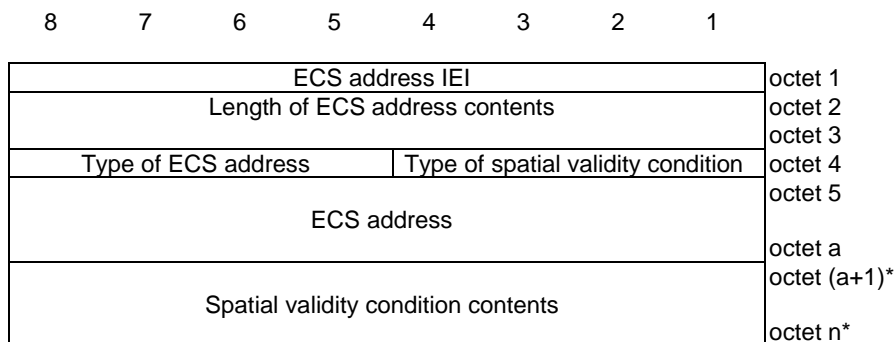 8 7 6 5 4 3 2 1
ECS address IEI octet 1
Length of ECS address contents octet 2
octet 3
Type of ECS address Type of spatial validity condition octet 4
octet 5
ECS address
octet a
octet (a+1)*
Spatial validity condition contents
octet n*